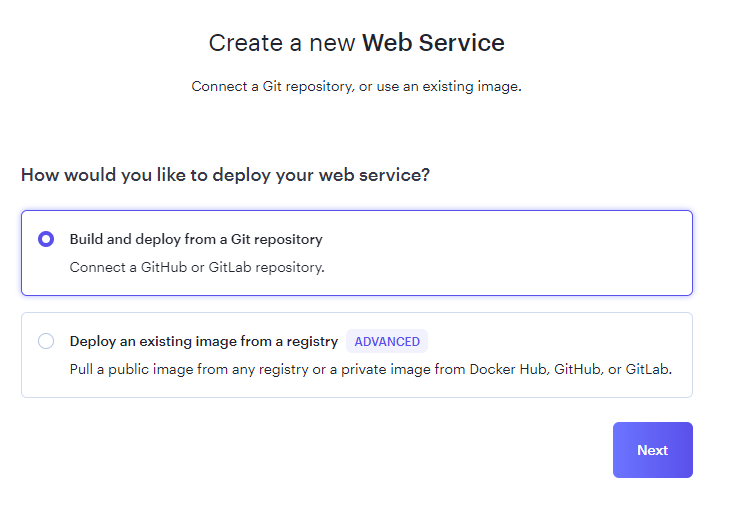 Create a new Web Service
Connect a Git repository, or use an existing image.
How would you like to deploy your web service?
Build and deploy from a Git repository
Connect a GitHub or GitLab repository.
Deploy an existing image from a registry ADVANCED
Pull a public image from any registry or a private image from Docker Hub, GitHub, or GitLab.
Next